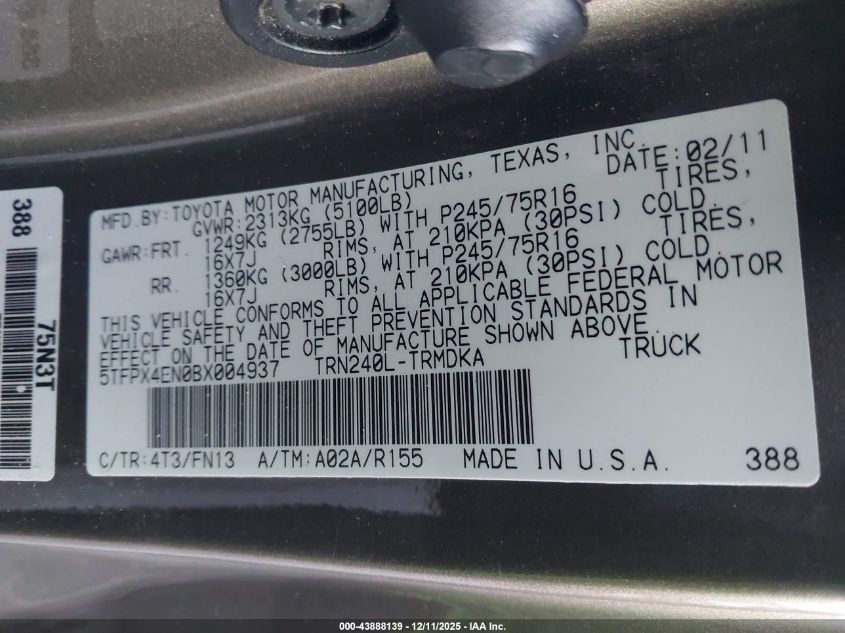 MFD.BY:TOYOTA MOTOR MANUFACTURING, TEXAS, INC.
GVWR:2313KG (5100LB) DATE:02/11
GAWR:FRT. 1249KG (2755LB) WITH P245/75R16 TIRES,
16X7J RIMS, AT 210KPA (30PSI) COLD.
RR. 1360KG (3000LB) WITH P245/75R16 TIRES,
16X7J RIMS, AT 210KPA (30PSI) COLD.
THIS VEHICLE CONFORMS TO ALL APPLICABLE FEDERAL MOTOR
VEHICLE SAFETY AND THEFT PREVENTION STANDARDS IN
EFFECT ON THE DATE OF MANUFACTURE SHOWN ABOVE.
5TFPX4EN0BX004937 TRN240L-TRMDKA TRUCK
C/TR:4T3/FN13 A/TM:A02A/R155 MADE IN U.S.A. 388
388
75N3T
000-43888139 - 12/11/2025 - IAA Inc.